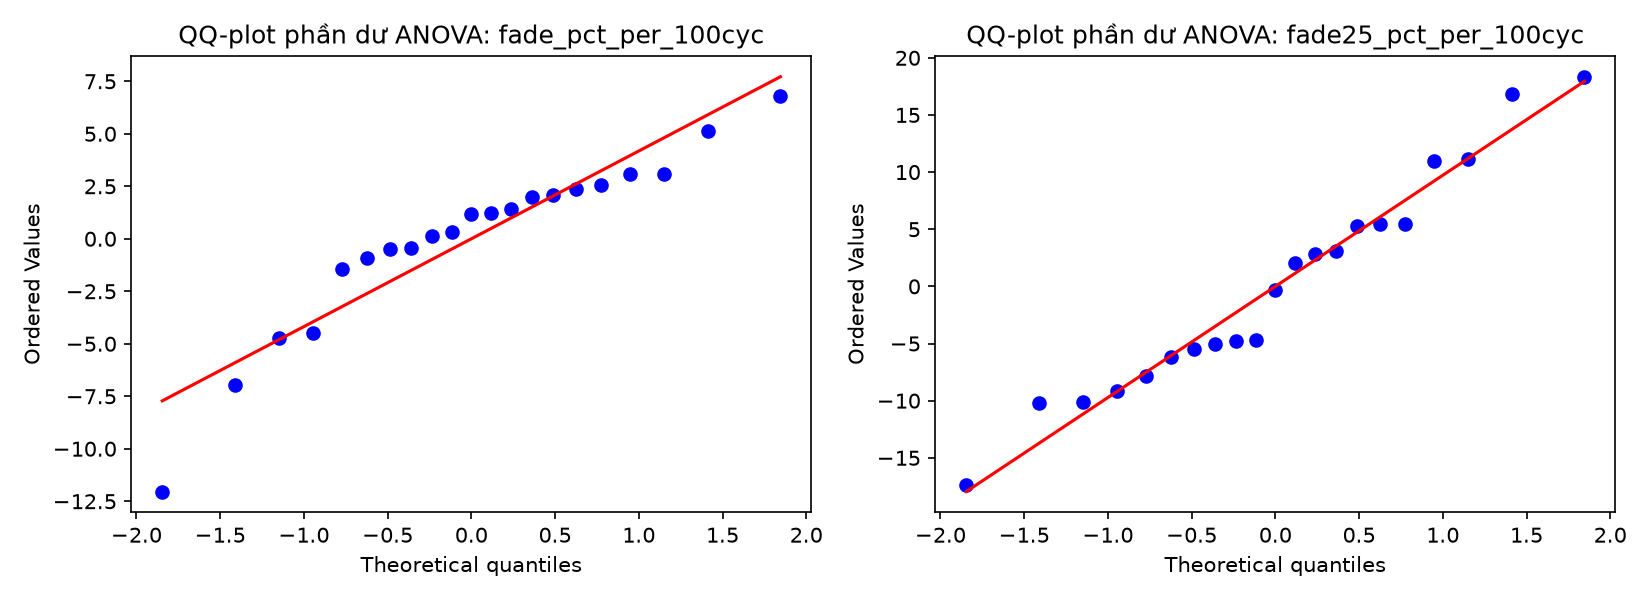 QQ-plot phần dư ANOVA: fade_pct_per_100cyc
7.5
5.0
2.5
0.0
−2.5
−5.0
−7.5
−10.0
−12.5
Ordered Values
−2.0 −1.5 −1.0 −0.5 0.0 0.5 1.0 1.5 2.0
Theoretical quantiles
QQ-plot phần dư ANOVA: fade25_pct_per_100cyc
20
15
10
5
0
−5
−10
−15
Ordered Values
−2.0 −1.5 −1.0 −0.5 0.0 0.5 1.0 1.5 2.0
Theoretical quantiles